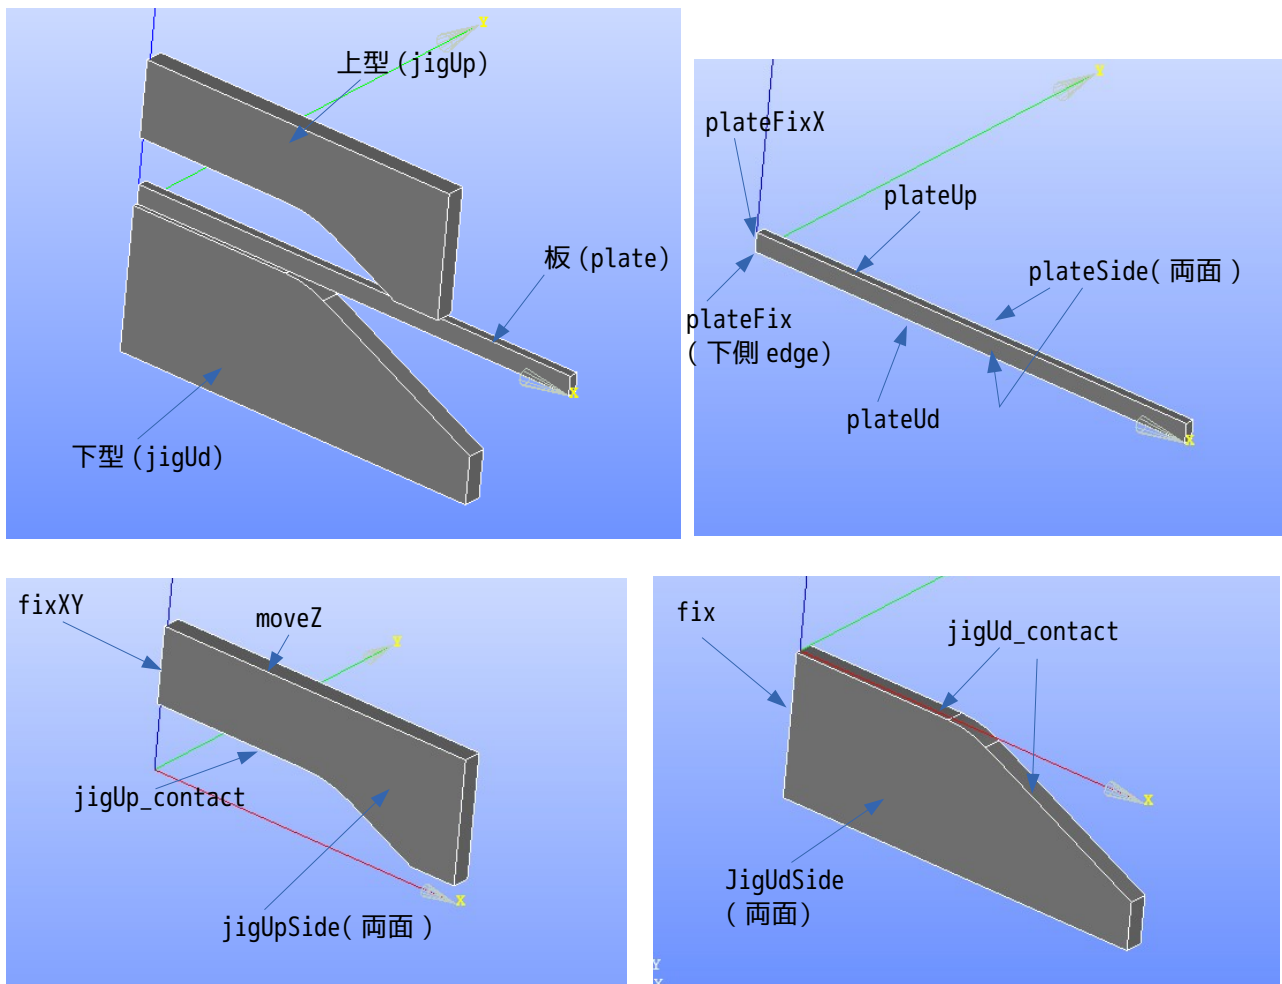 Y
上型(jigUp)
板(plate)
X
下型(jigUd)
Y
plateFixX
plateUp
plateSide( 両面 )
plateFix
( 下側 edge)
plateUd
X
fixXY
moveZ
Y
jigUp_contact
X
jigUpSide( 両面 )
fix
jigUd_contact
X
JigUdSide
( 両面)
Y
X